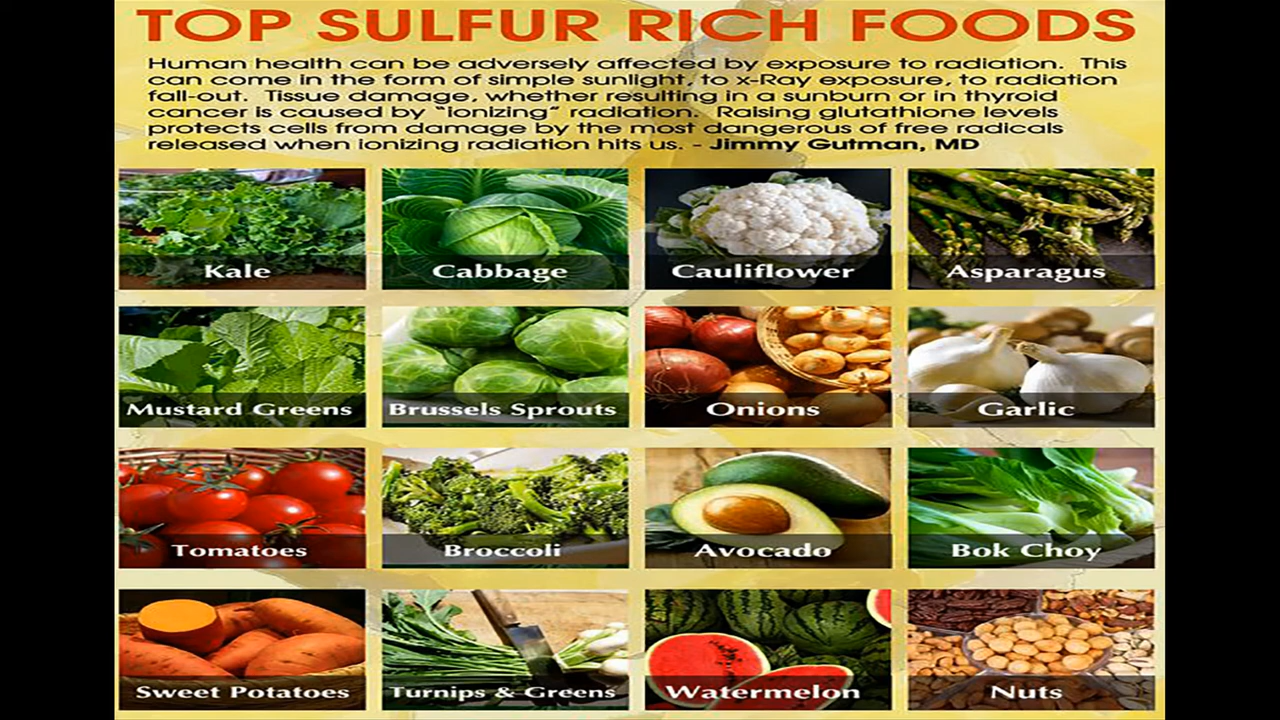 TOP SULFUR RICH FOODS
Human health can be adversely affected by exposure to radiation. This
can come in the form of simple sunlight, to x-Ray exposure, to radiation
fall-out. Tissue damage, whether resulting in a sunburn or in thyroid
cancer is caused by "ionizing" radiation. Raising glutathione levels
protects cells from damage by the most dangerous of free radicals
released when ionizing radiation hits us. - Jimmy Gutman, MD
Kale
Cabbage
Cauliflower
Asparagus
Mustard Greens
Brussels Sprouts
Onions
Garlic
Tomatoes
Broccoli
Avocado
Bok Choy
Sweet Potatoes
Turnips & Greens
Watermelon
Nuts